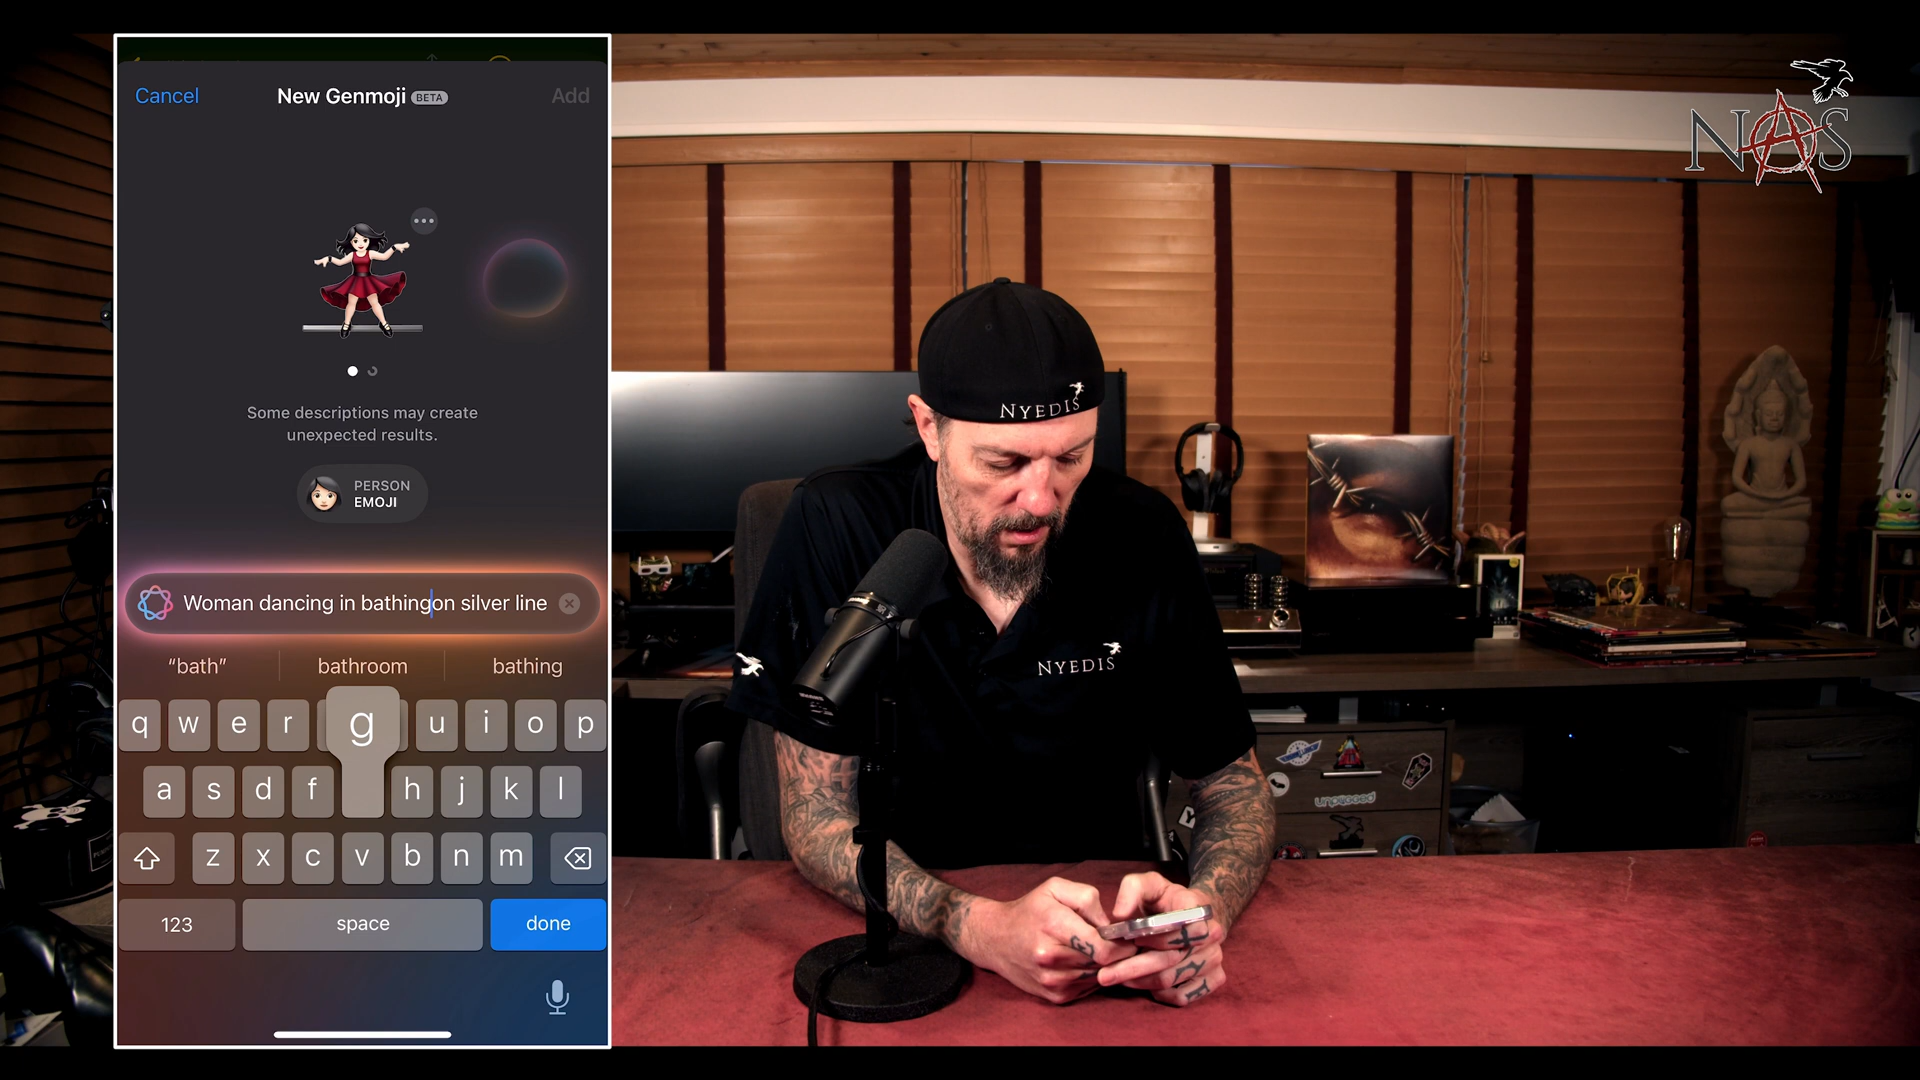 Cancel
New Genmoji BETA
Add
Some descriptions may create
unexpected results.
PERSON
EMOJI
Woman dancing in bathingon silver line
“bath”
bathroom
bathing
q w e r g u i o p
a s d f h j k l
z x c v b n m
123
space
done
NAS
NYEDIS
NYEDIS
unplugged